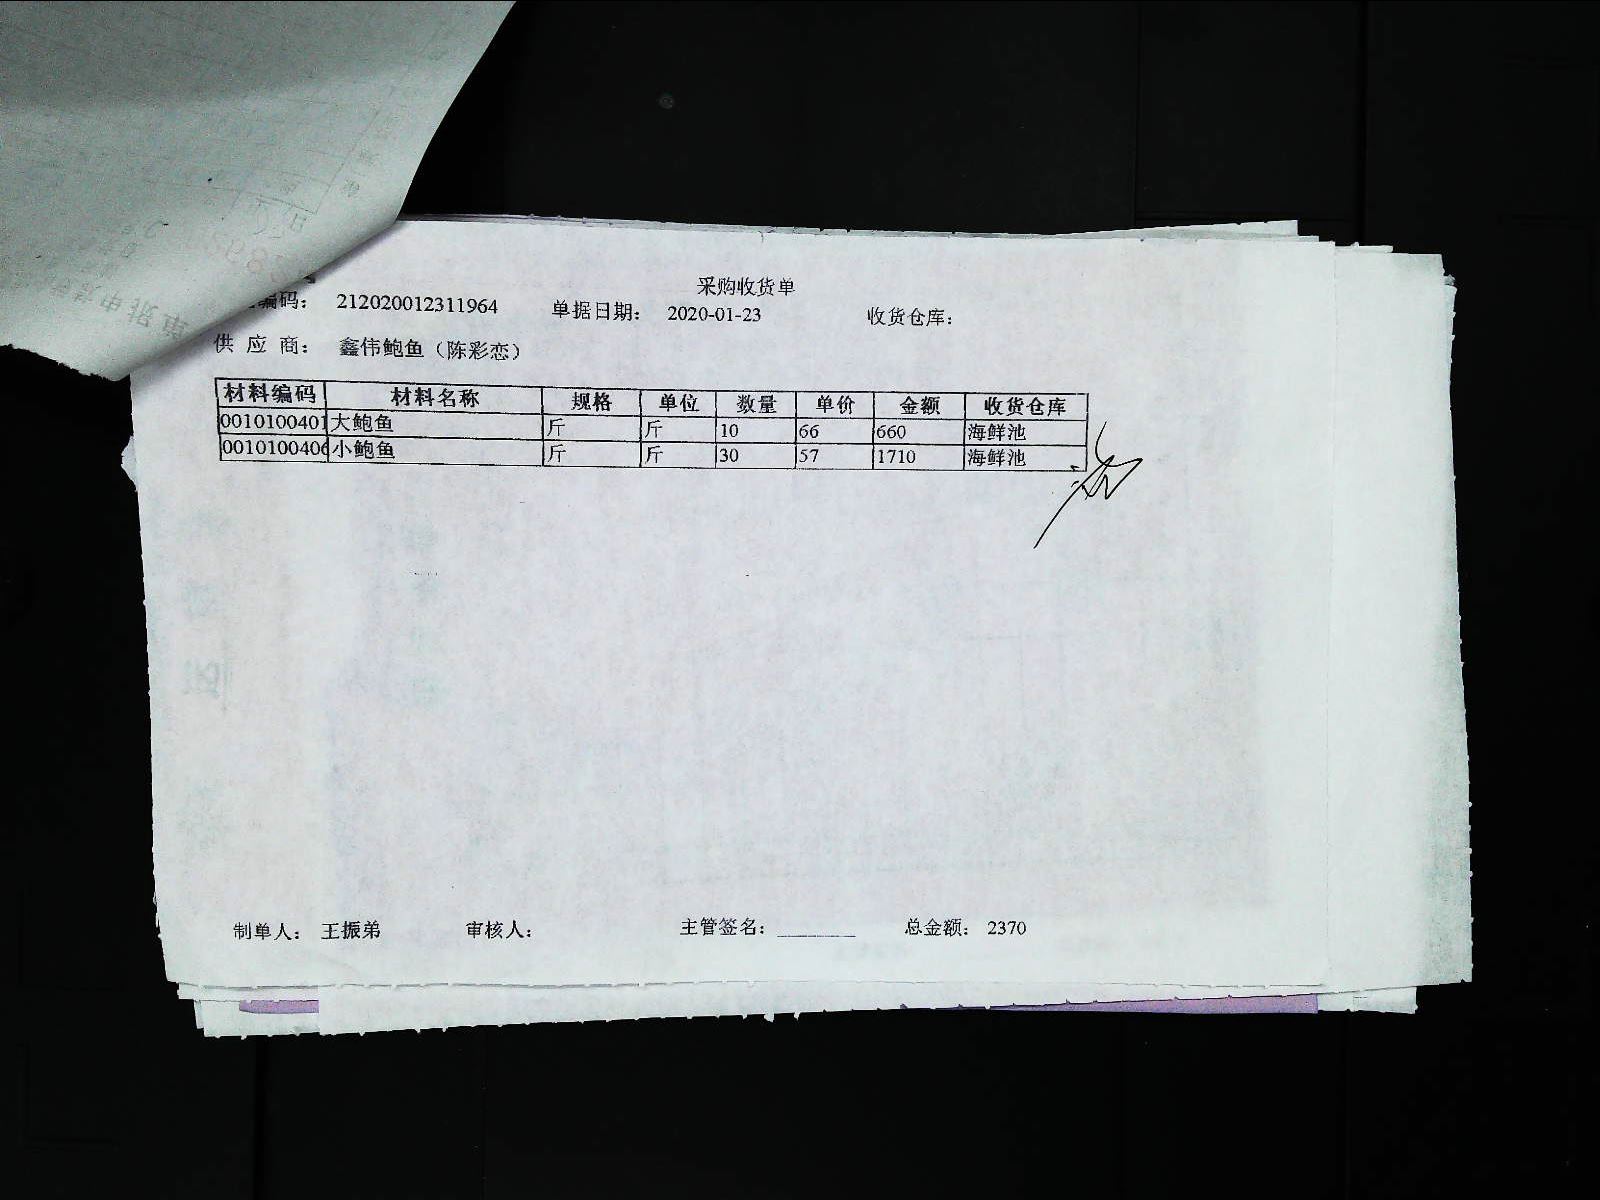 采购收货单
编码： 212020012311964 单据日期： 2020-01-23 收货仓库：
供 应 商： 鑫伟鲍鱼（陈彩恋）
材料编码 材料名称 规格 单位 数量 单价 金额 收货仓库
0010100401 大鲍鱼 斤 斤 10 66 660 海鲜池
0010100406 小鲍鱼 斤 斤 30 57 1710 海鲜池
制单人： 王振弟 审核人： 主管签名： 总金额： 2370